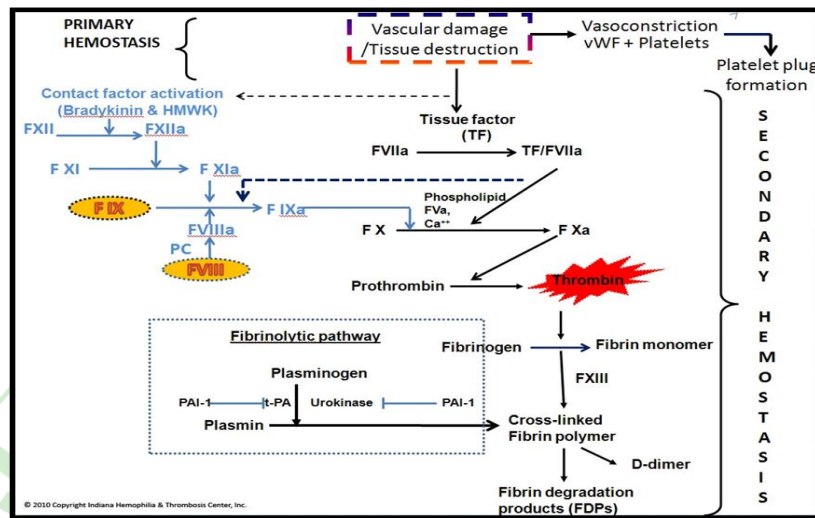 PRIMARY
HEMOSTASIS
Vascular damage
/Tissue destruction
Vasoconstriction
vWF + Platelets
Platelet plug
formation
Contact factor activation
(Bradykinin & HMWK)
FXII
FXIIa
Tissue factor
(TF)
FVIIa
TF/FVIIa
F XI
F XIa
F IX
F IXa
Phospholipid
FVa,
Ca++
F X
F Xa
FVIIIa
PC
FVIII
Prothrombin
Thrombin
Fibrinolytic pathway
Fibrinogen
Fibrin monomer
FXIII
Plasminogen
PAI-1
t-PA
Urokinase
PAI-1
Plasmin
Cross-linked
Fibrin polymer
D-dimer
Fibrin degradation
products (FDPs)
SECONDARY HEMOSTASIS
© 2010 Copyright Indiana Hemophilia & Thrombosis Center, Inc.